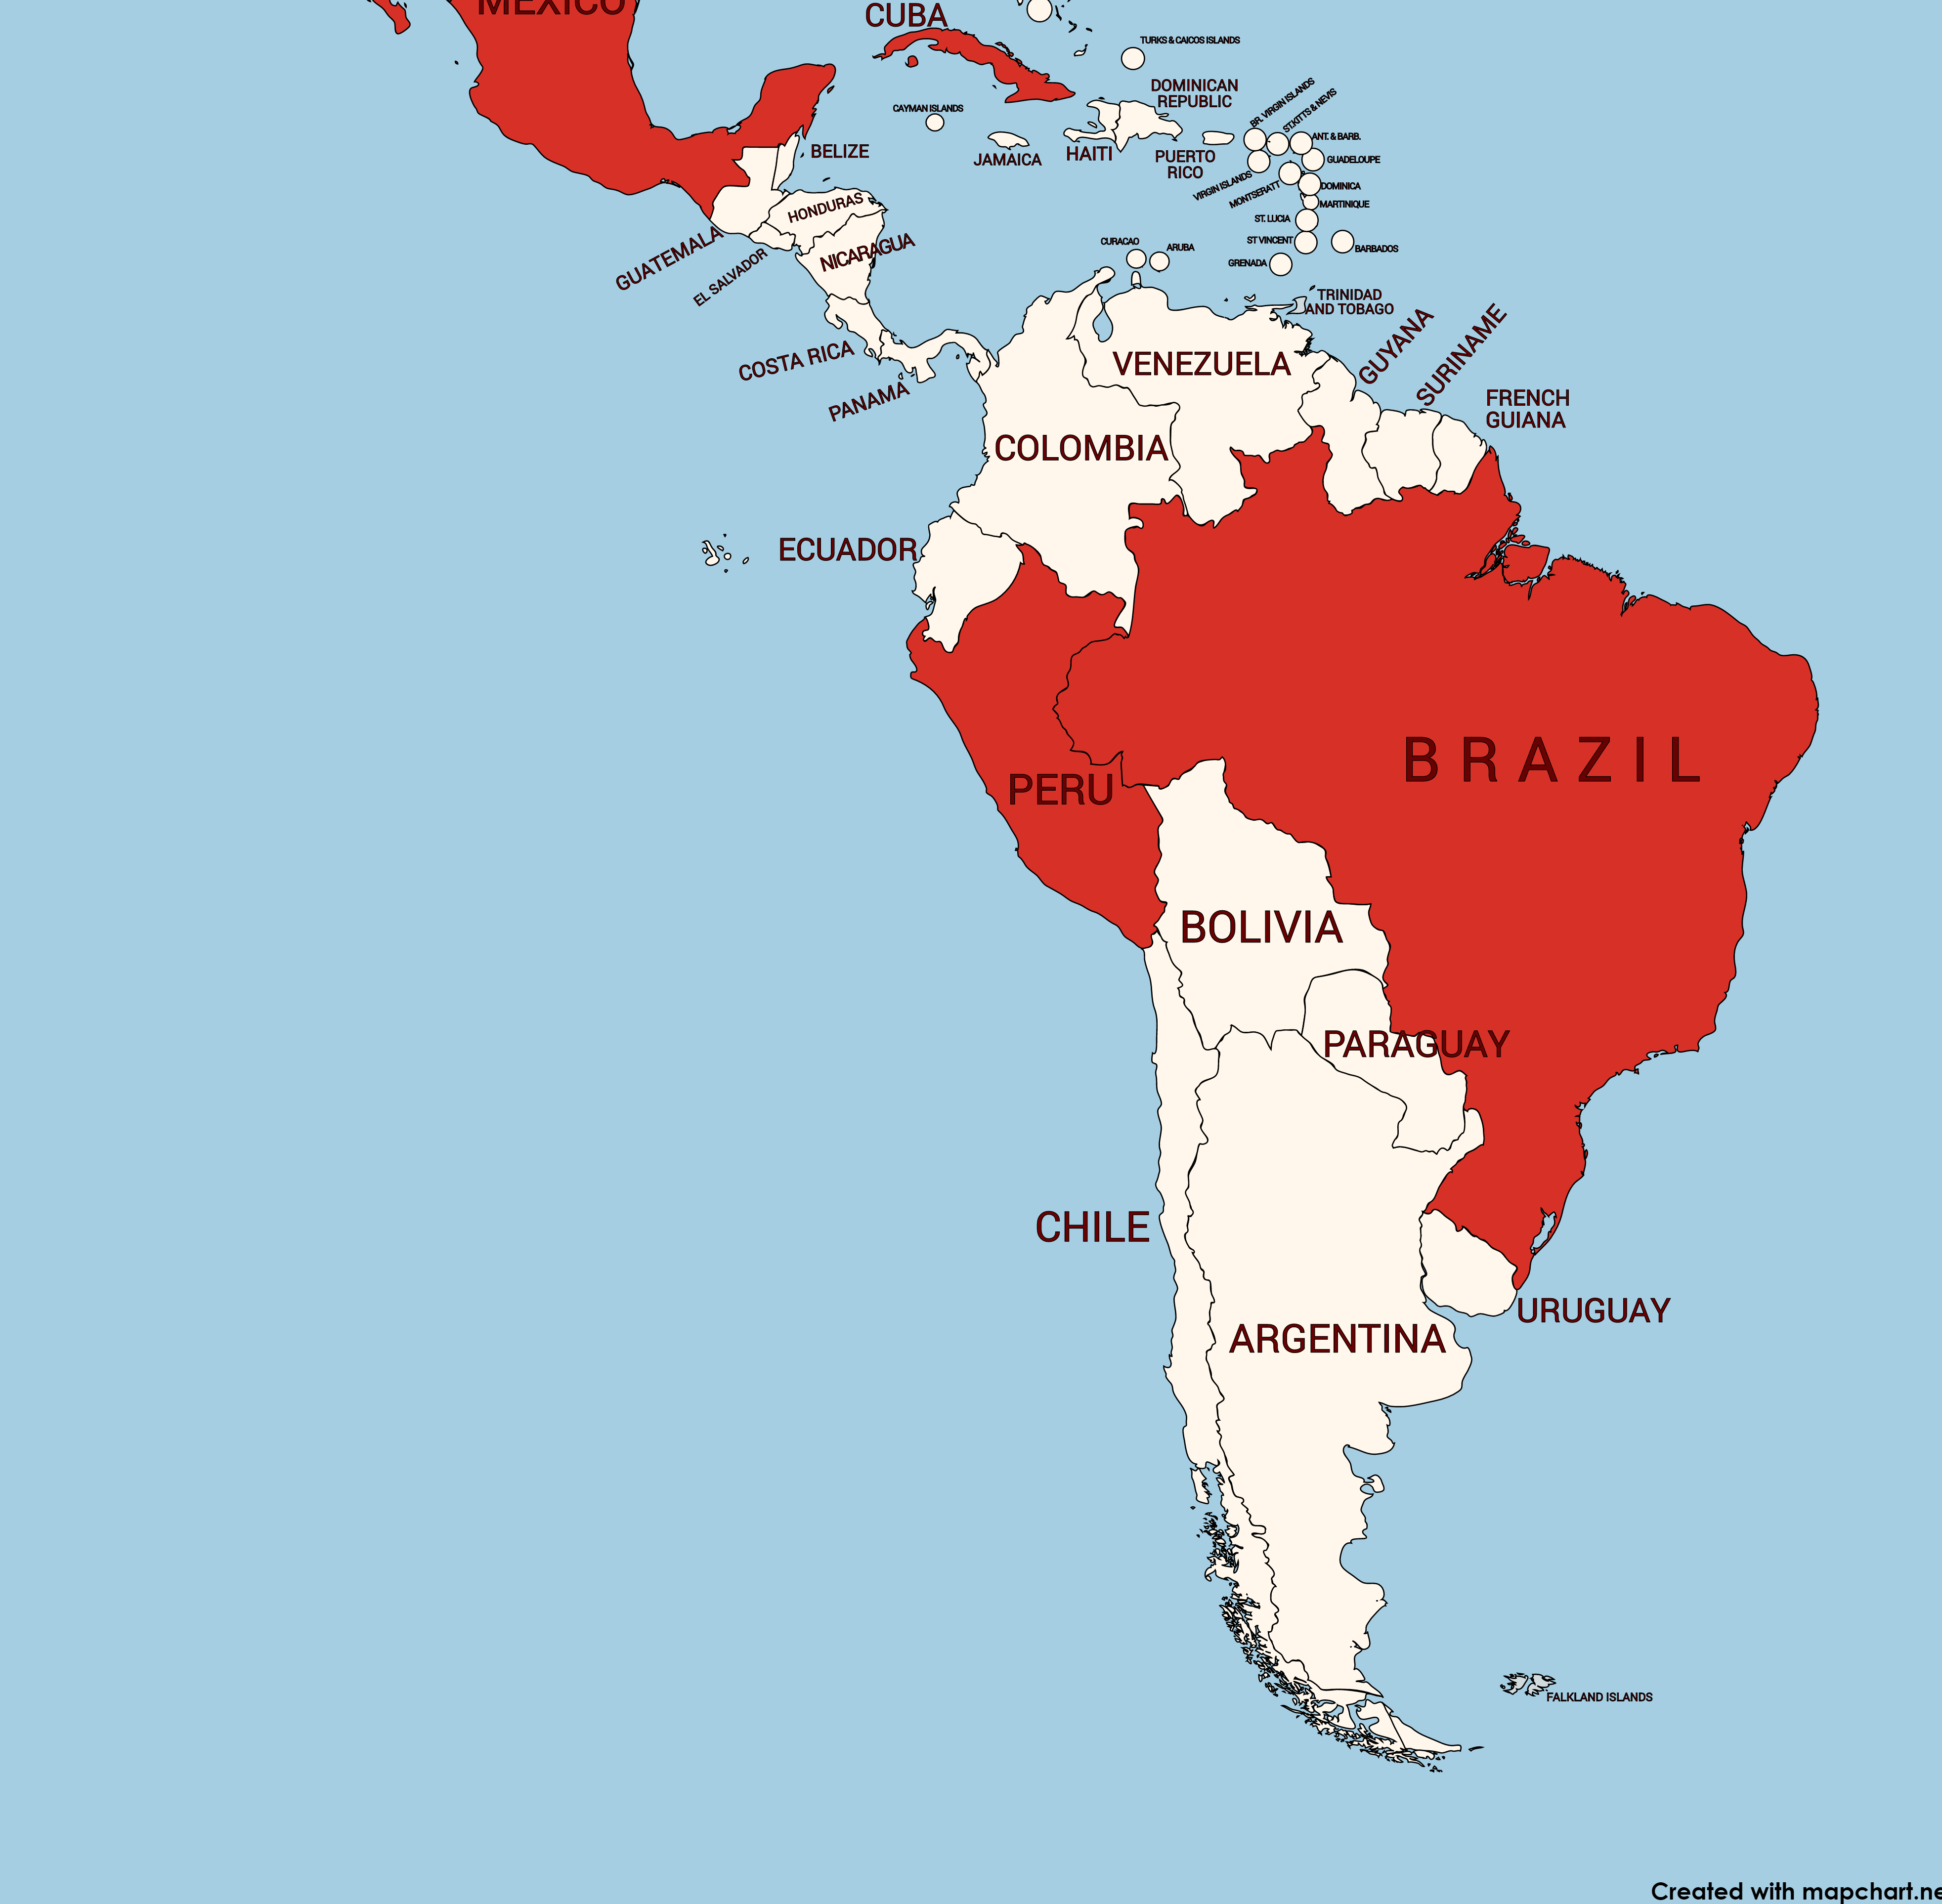 MEXICO
CUBA
TURKS & CAICOS ISLANDS
DOMINICAN
REPUBLIC
BR. VIRGIN ISLANDS
ST.KITTS & NEVIS
CAYMAN ISLANDS
ANT. & BARB.
BELIZE
JAMAICA
HAITI
PUERTO
RICO
GUADELOUPE
VIRGIN ISLANDS
MONTSERATT
DOMINICA
MARTINIQUE
HONDURAS
ST. LUCIA
GUATEMALA
EL SALVADOR
NICARAGUA
CURACAO
ARUBA
ST VINCENT
BARBADOS
GRENADA
TRINIDAD
AND TOBAGO
COSTA RICA
PANAMA
VENEZUELA
GUYANA
SURINAME
FRENCH
GUIANA
COLOMBIA
ECUADOR
BRAZIL
PERU
BOLIVIA
PARAGUAY
CHILE
URUGUAY
ARGENTINA
FALKLAND ISLANDS
Created with mapchart.ne